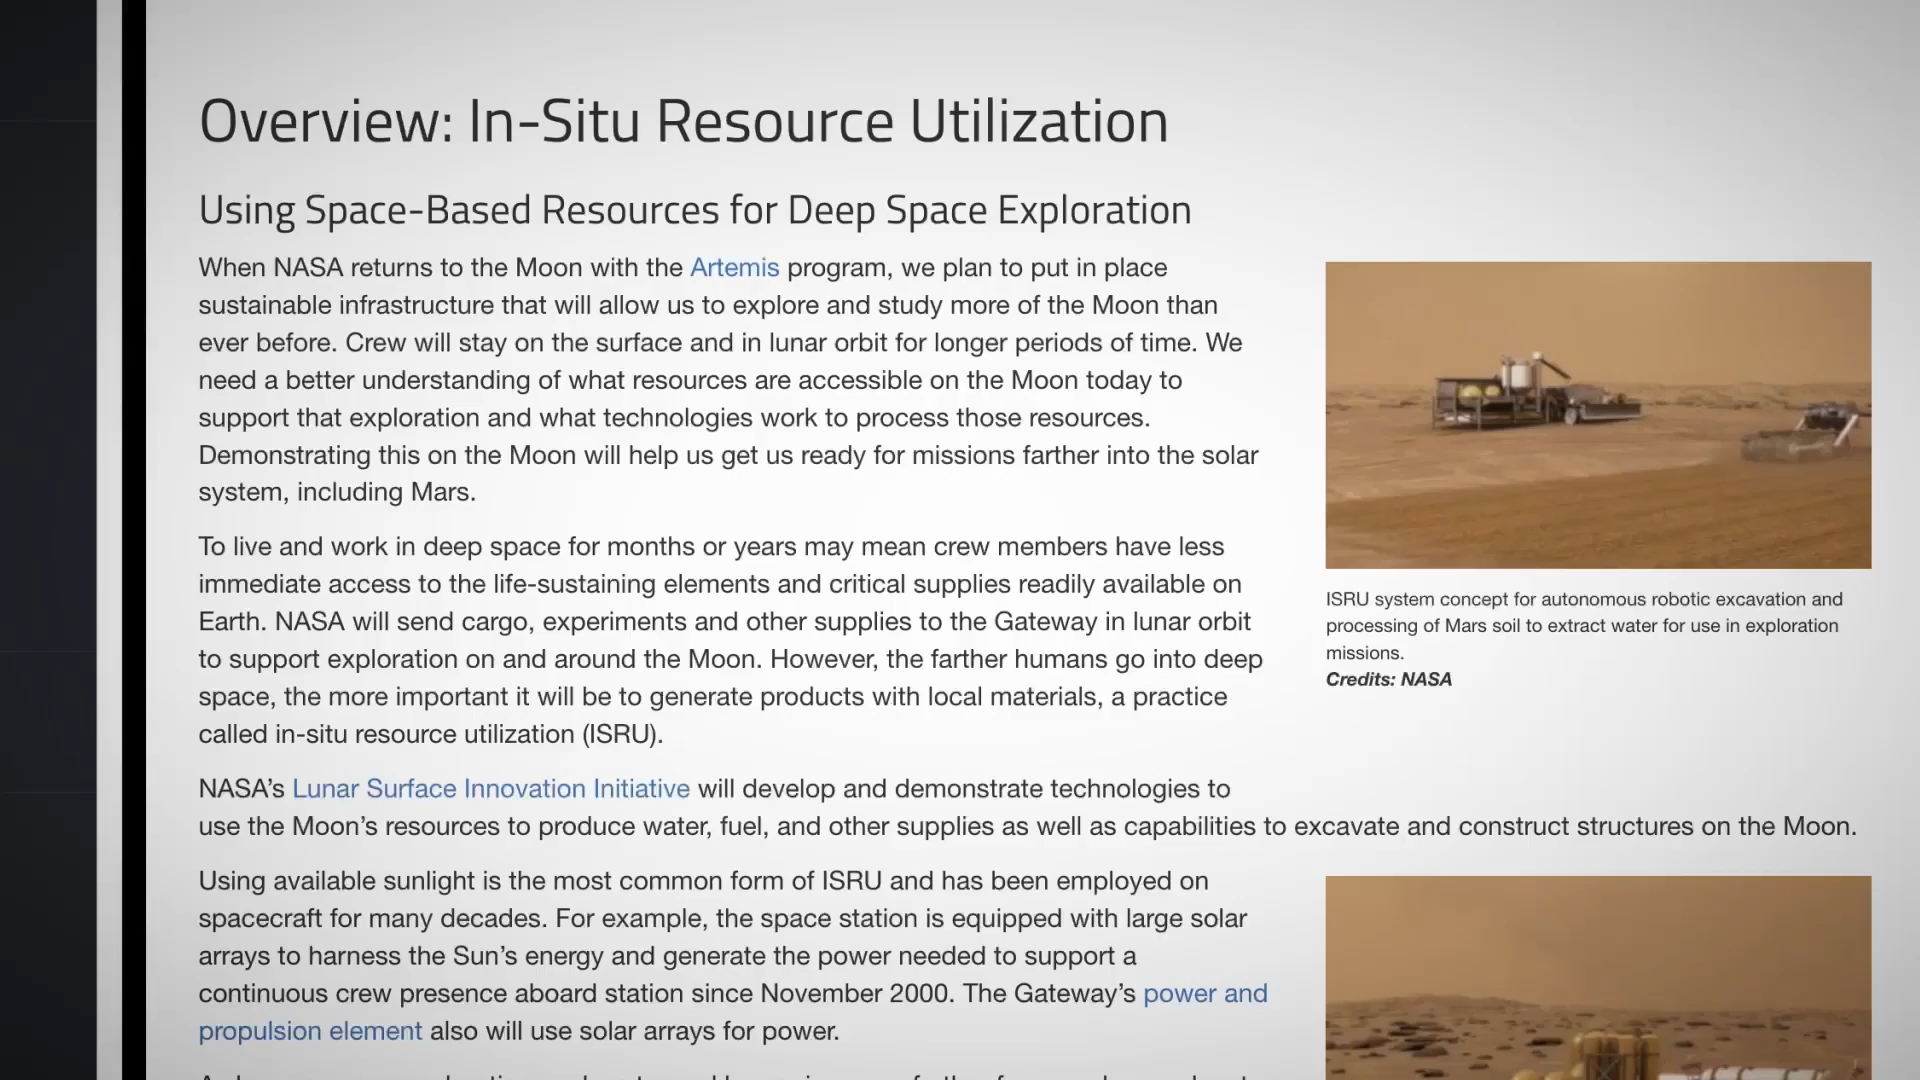 Overview: In-Situ Resource Utilization
Using Space-Based Resources for Deep Space Exploration
When NASA returns to the Moon with the Artemis program, we plan to put in place
sustainable infrastructure that will allow us to explore and study more of the Moon than
ever before. Crew will stay on the surface and in lunar orbit for longer periods of time. We
need a better understanding of what resources are accessible on the Moon today to
support that exploration and what technologies work to process those resources.
Demonstrating this on the Moon will help us get us ready for missions farther into the solar
system, including Mars.
To live and work in deep space for months or years may mean crew members have less
immediate access to the life-sustaining elements and critical supplies readily available on
Earth. NASA will send cargo, experiments and other supplies to the Gateway in lunar orbit
to support exploration on and around the Moon. However, the farther humans go into deep
space, the more important it will be to generate products with local materials, a practice
called in-situ resource utilization (ISRU).
ISRU system concept for autonomous robotic excavation and
processing of Mars soil to extract water for use in exploration
missions.
Credits: NASA
NASA’s Lunar Surface Innovation Initiative will develop and demonstrate technologies to
use the Moon’s resources to produce water, fuel, and other supplies as well as capabilities to excavate and construct structures on the Moon.
Using available sunlight is the most common form of ISRU and has been employed on
spacecraft for many decades. For example, the space station is equipped with large solar
arrays to harness the Sun’s energy and generate the power needed to support a
continuous crew presence aboard station since November 2000. The Gateway’s power and
propulsion element also will use solar arrays for power.